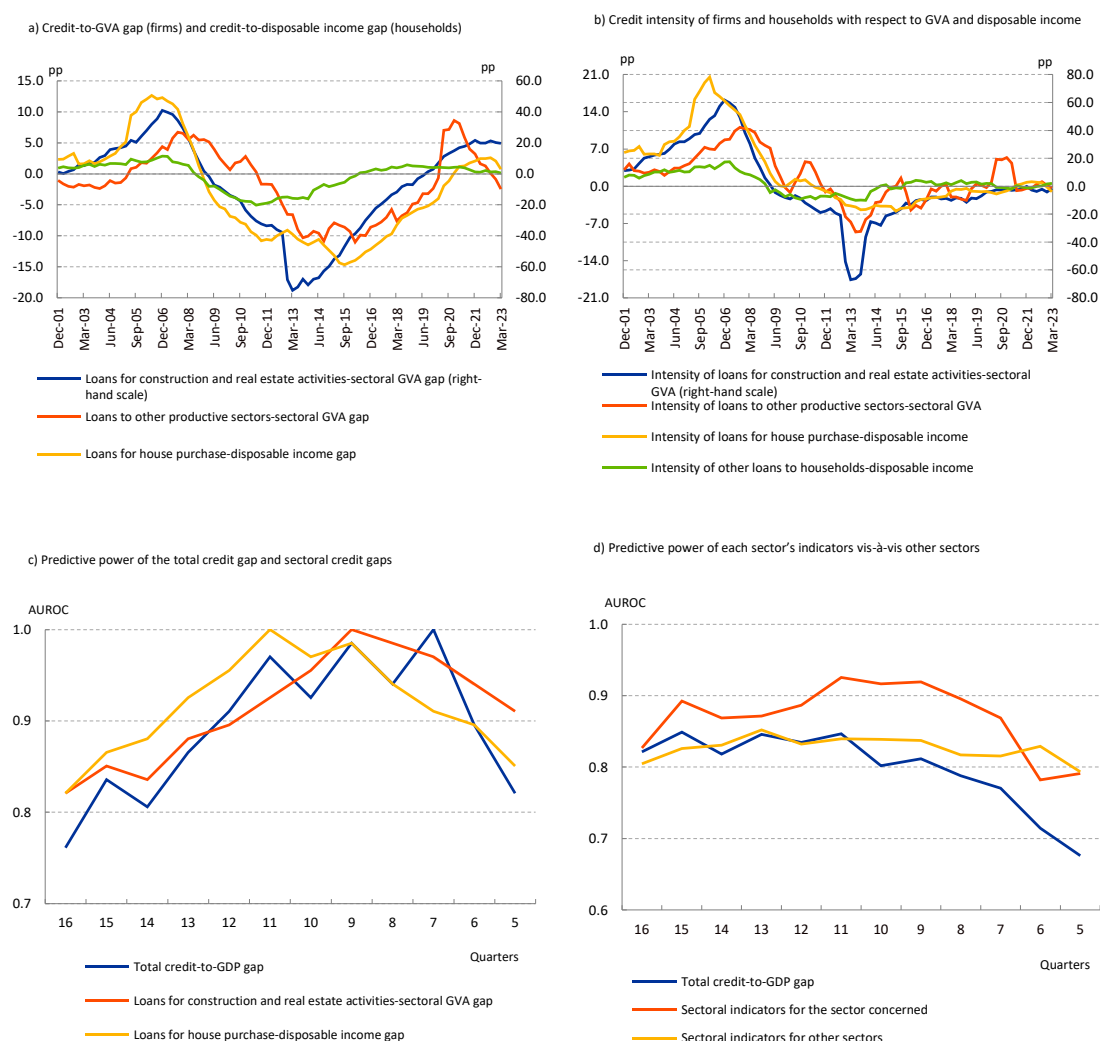 a) Credit-to-GVA gap (firms) and credit-to-disposable income gap (households)
pp
pp
15.0
10.0
5.0
0.0
-5.0
-10.0
-15.0
-20.0
60.0
40.0
20.0
0.0
-20.0
-40.0
-60.0
-80.0
Dec-01
Mar-03
Jun-04
Sep-05
Dec-06
Mar-08
Jun-09
Sep-10
Dec-11
Mar-13
Jun-14
Sep-15
Dec-16
Mar-18
Jun-19
Sep-20
Dec-21
Mar-23
Loans for construction and real estate activities-sectoral GVA gap (right-
hand scale)
Loans to other productive sectors-sectoral GVA gap
Loans for house purchase-disposable income gap
b) Credit intensity of firms and households with respect to GVA and disposable income
pp
pp
21.0
14.0
7.0
0.0
-7.0
-14.0
-21.0
80.0
60.0
40.0
20.0
0.0
-20.0
-40.0
-60.0
-80.0
Dec-01
Mar-03
Jun-04
Sep-05
Dec-06
Mar-08
Jun-09
Sep-10
Dec-11
Mar-13
Jun-14
Sep-15
Dec-16
Mar-18
Jun-19
Sep-20
Dec-21
Mar-23
Intensity of loans for construction and real estate activities-sectoral
GVA (right-hand scale)
Intensity of loans to other productive sectors-sectoral GVA
Intensity of loans for house purchase-disposable income
Intensity of other loans to households-disposable income
c) Predictive power of the total credit gap and sectoral credit gaps
AUROC
1.0
0.9
0.8
0.7
16 15 14 13 12 11 10 9 8 7 6 5
Quarters
Total credit-to-GDP gap
Loans for construction and real estate activities-sectoral GVA gap
Loans for house purchase-disposable income gap
d) Predictive power of each sector's indicators vis-à-vis other sectors
AUROC
1.0
0.9
0.8
0.7
0.6
16 15 14 13 12 11 10 9 8 7 6 5
Quarters
Total credit-to-GDP gap
Sectoral indicators for the sector concerned
Sectoral indicators for other sectors